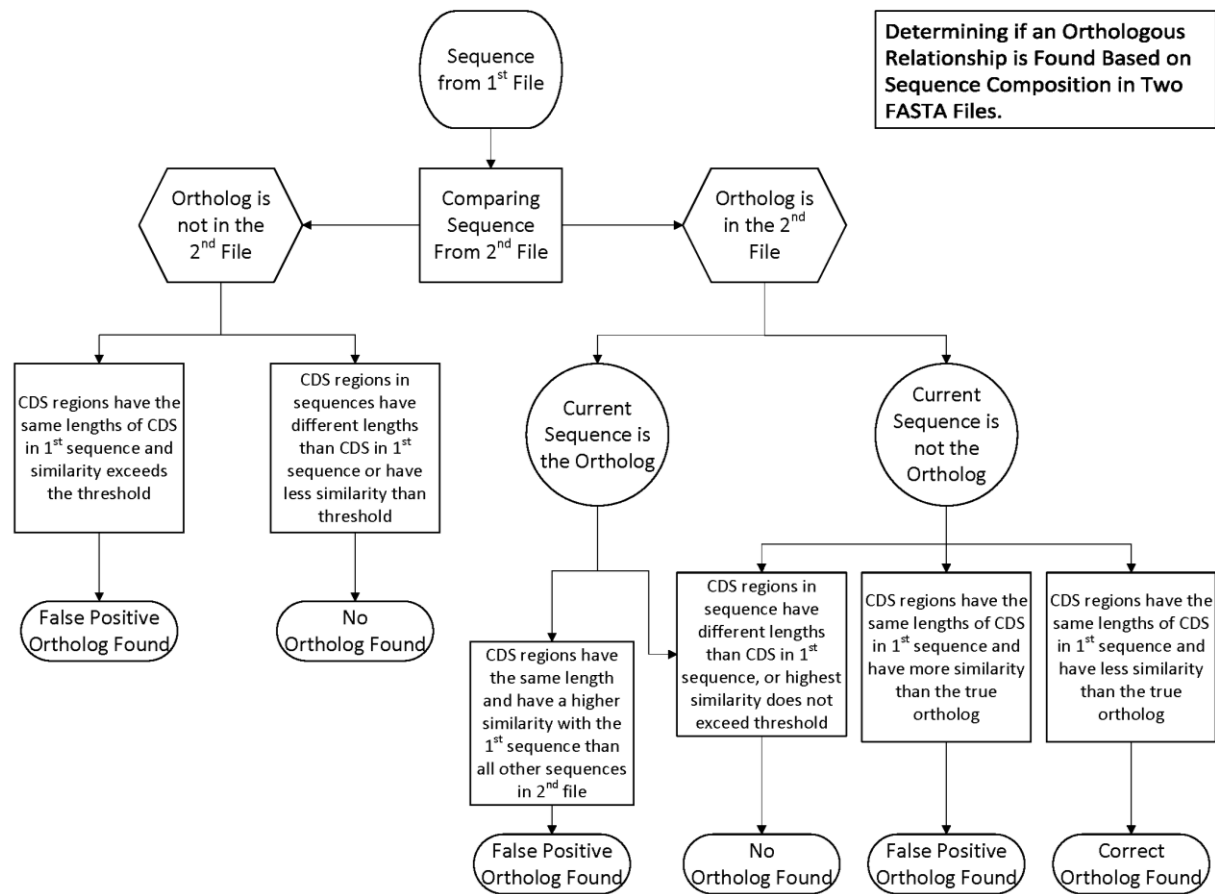 Determining if an Orthologous
Relationship is Found Based on
Sequence Composition in Two
FASTA Files.
Sequence
from 1st File
Ortholog is
not in the
2nd File
Comparing
Sequence
From 2nd File
Ortholog is
in the 2nd
File
CDS regions have the
same lengths of CDS
in 1st sequence and
similarity exceeds
the threshold
CDS regions in
sequences have
different lengths
than CDS in 1st
sequence or have
less similarity than
threshold
Current
Sequence is
the Ortholog
Current
Sequence is
not the
Ortholog
False Positive
Ortholog Found
No
Ortholog Found
CDS regions have
the same length
and have a higher
similarity with the
1st sequence than
all other sequences
in 2nd file
CDS regions in
sequence have
different lengths
than CDS in 1st
sequence, or highest
similarity does not
exceed threshold
CDS regions have the
same lengths of CDS
in 1st sequence and
have more similarity
than the true
ortholog
CDS regions have the
same lengths of CDS
in 1st sequence and
have less similarity
than the true
ortholog
False Positive
Ortholog Found
No
Ortholog Found
False Positive
Ortholog Found
Correct
Ortholog Found